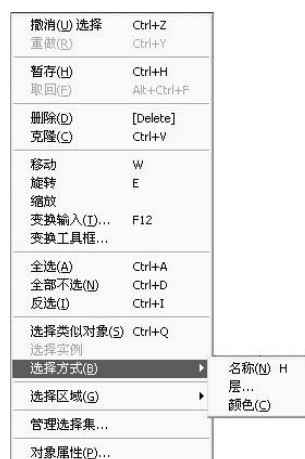 撤消(U) 选择 Ctrl+Z
重做(R) Ctrl+Y
暂存(H) Ctrl+H
取回(F) Alt+Ctrl+F
删除(D) [Delete]
克隆(C) Ctrl+V
移动 W
旋转 E
缩放
变换输入(T)... F12
变换工具框...
全选(A) Ctrl+A
全部不选(N) Ctrl+D
反选(I) Ctrl+I
选择类似对象(S) Ctrl+Q
选择实例
选择方式(B)
名称(N) H
层...
颜色(C)
选择区域(G)
管理选择集...
对象属性(P)...